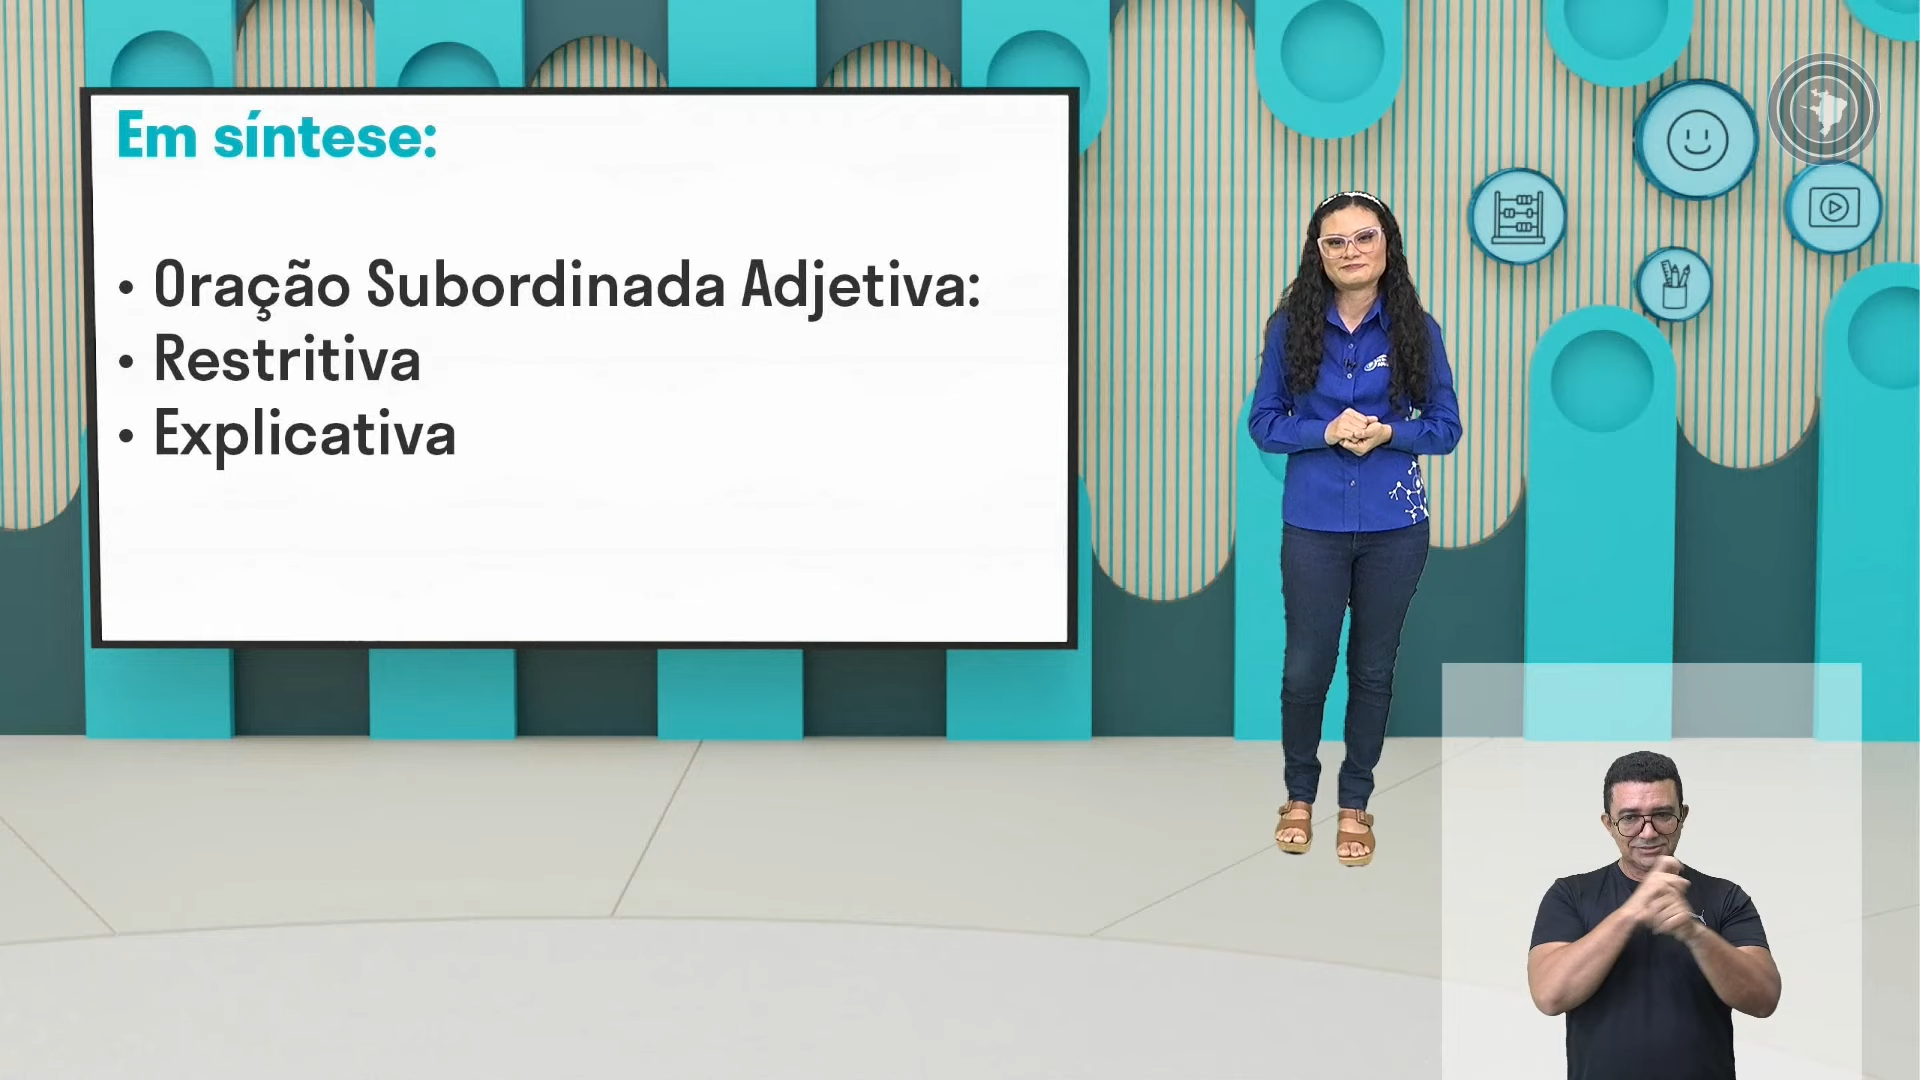 Em síntese:
• Oração Subordinada Adjetiva:
• Restritiva
• Explicativa